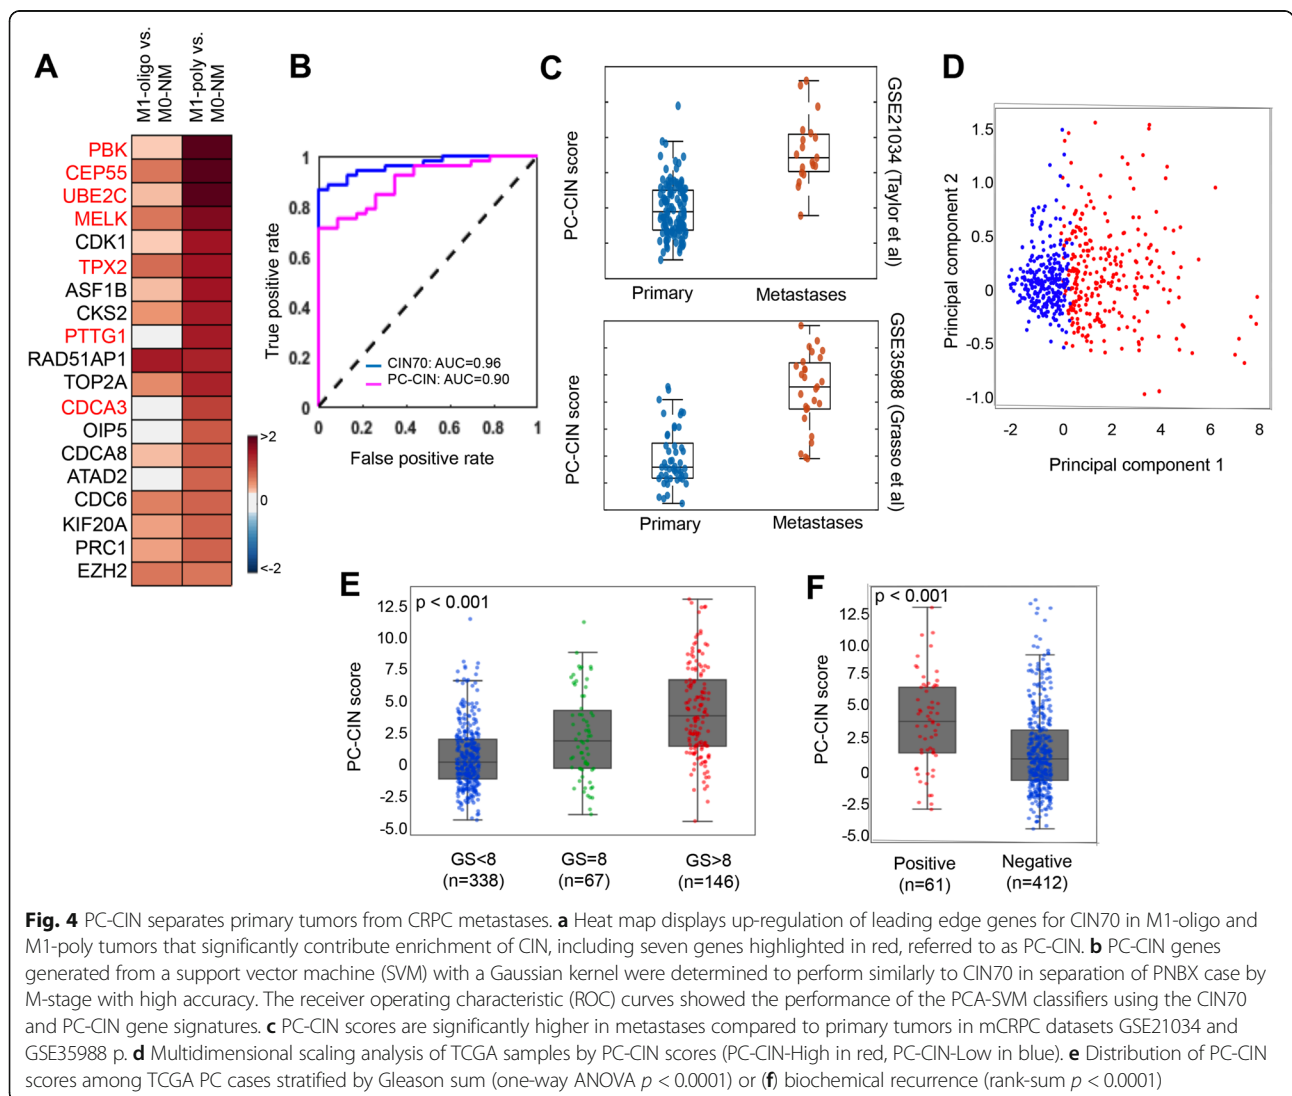 A
M1-oligo vs.
M0-NM
M1-poly vs.
M0-NM
PBK
CEP55
UBE2C
MELK
CDK1
TPX2
ASF1B
CKS2
PTTG1
RAD51AP1
TOP2A
CDCA3
OIP5
CDCA8
ATAD2
CDC6
KIF20A
PRC1
EZH2
>2
0
<-2
B
True positive rate
1
0.8
0.6
0.4
0.2
0
CIN70: AUC=0.96
PC-CIN: AUC=0.90
0 0.2 0.4 0.6 0.8 1
False positive rate
C
PC-CIN score
GSE21034 (Taylor et al)
Primary Metastases
PC-CIN score
GSE35988 (Grasso et al)
Primary Metastases
D
Principal component 2
1.5
1.0
0.5
0
-0.5
-1.0
-2 0 2 4 6 8
Principal component 1
E
p < 0.001
PC-CIN score
12.5
10.0
7.5
5.0
2.5
0
-2.5
-5.0
GS<8 GS=8 GS>8
(n=338) (n=67) (n=146)
F
p < 0.001
PC-CIN score
12.5
10.0
7.5
5.0
2.5
0
-2.5
-5.0
Positive Negative
(n=61) (n=412)
Fig. 4 PC-CIN separates primary tumors from CRPC metastases. a Heat map displays up-regulation of leading edge genes for CIN70 in M1-oligo and
M1-poly tumors that significantly contribute enrichment of CIN, including seven genes highlighted in red, referred to as PC-CIN. b PC-CIN genes
generated from a support vector machine (SVM) with a Gaussian kernel were determined to perform similarly to CIN70 in separation of PNBX case by
M-stage with high accuracy. The receiver operating characteristic (ROC) curves showed the performance of the PCA-SVM classifiers using the CIN70
and PC-CIN gene signatures. c PC-CIN scores are significantly higher in metastases compared to primary tumors in mCRPC datasets GSE21034 and
GSE35988 p. d Multidimensional scaling analysis of TCGA samples by PC-CIN scores (PC-CIN-High in red, PC-CIN-Low in blue). e Distribution of PC-CIN
scores among TCGA PC cases stratified by Gleason sum (one-way ANOVA p < 0.0001) or (f) biochemical recurrence (rank-sum p < 0.0001)